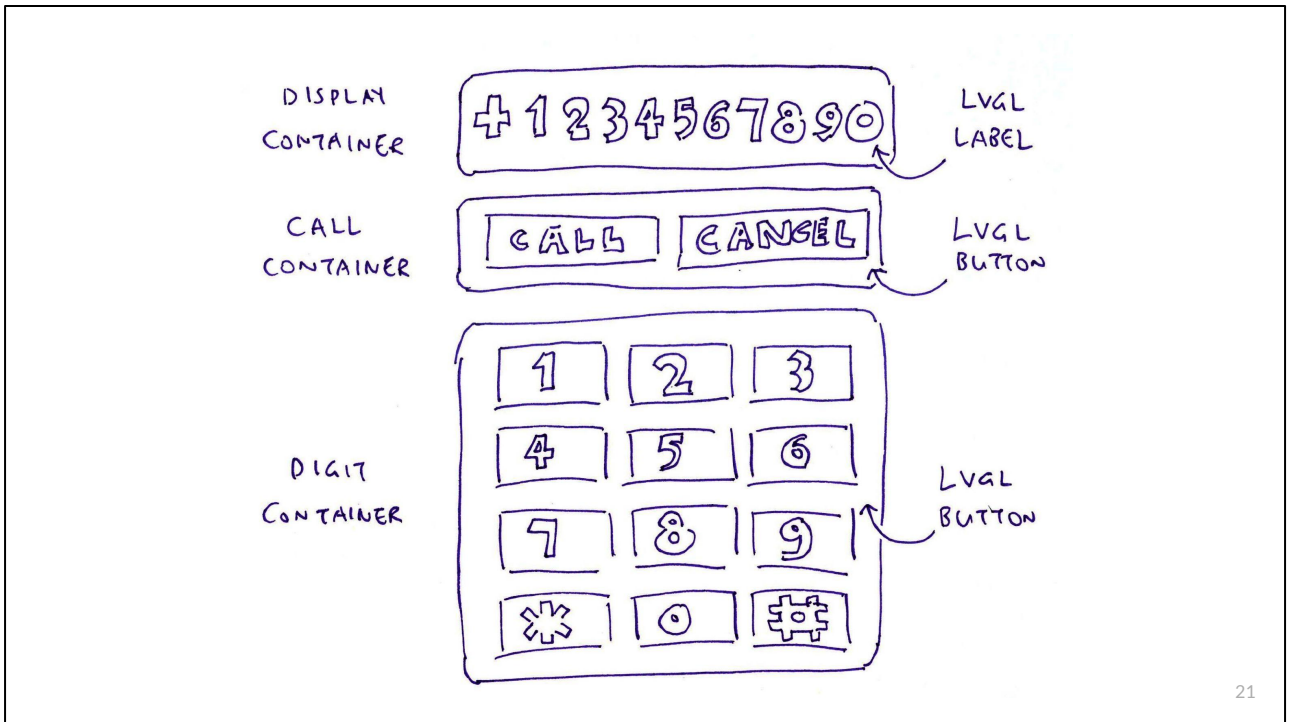 DISPLAY
CONTAINER
+1234567890
LVGL
LABEL
CALL
CONTAINER
CALL CANCEL
LVGL
BUTTON
1 2 3
4 5 6
7 8 9
* 0 #
DIGIT
CONTAINER
LVGL
BUTTON
21